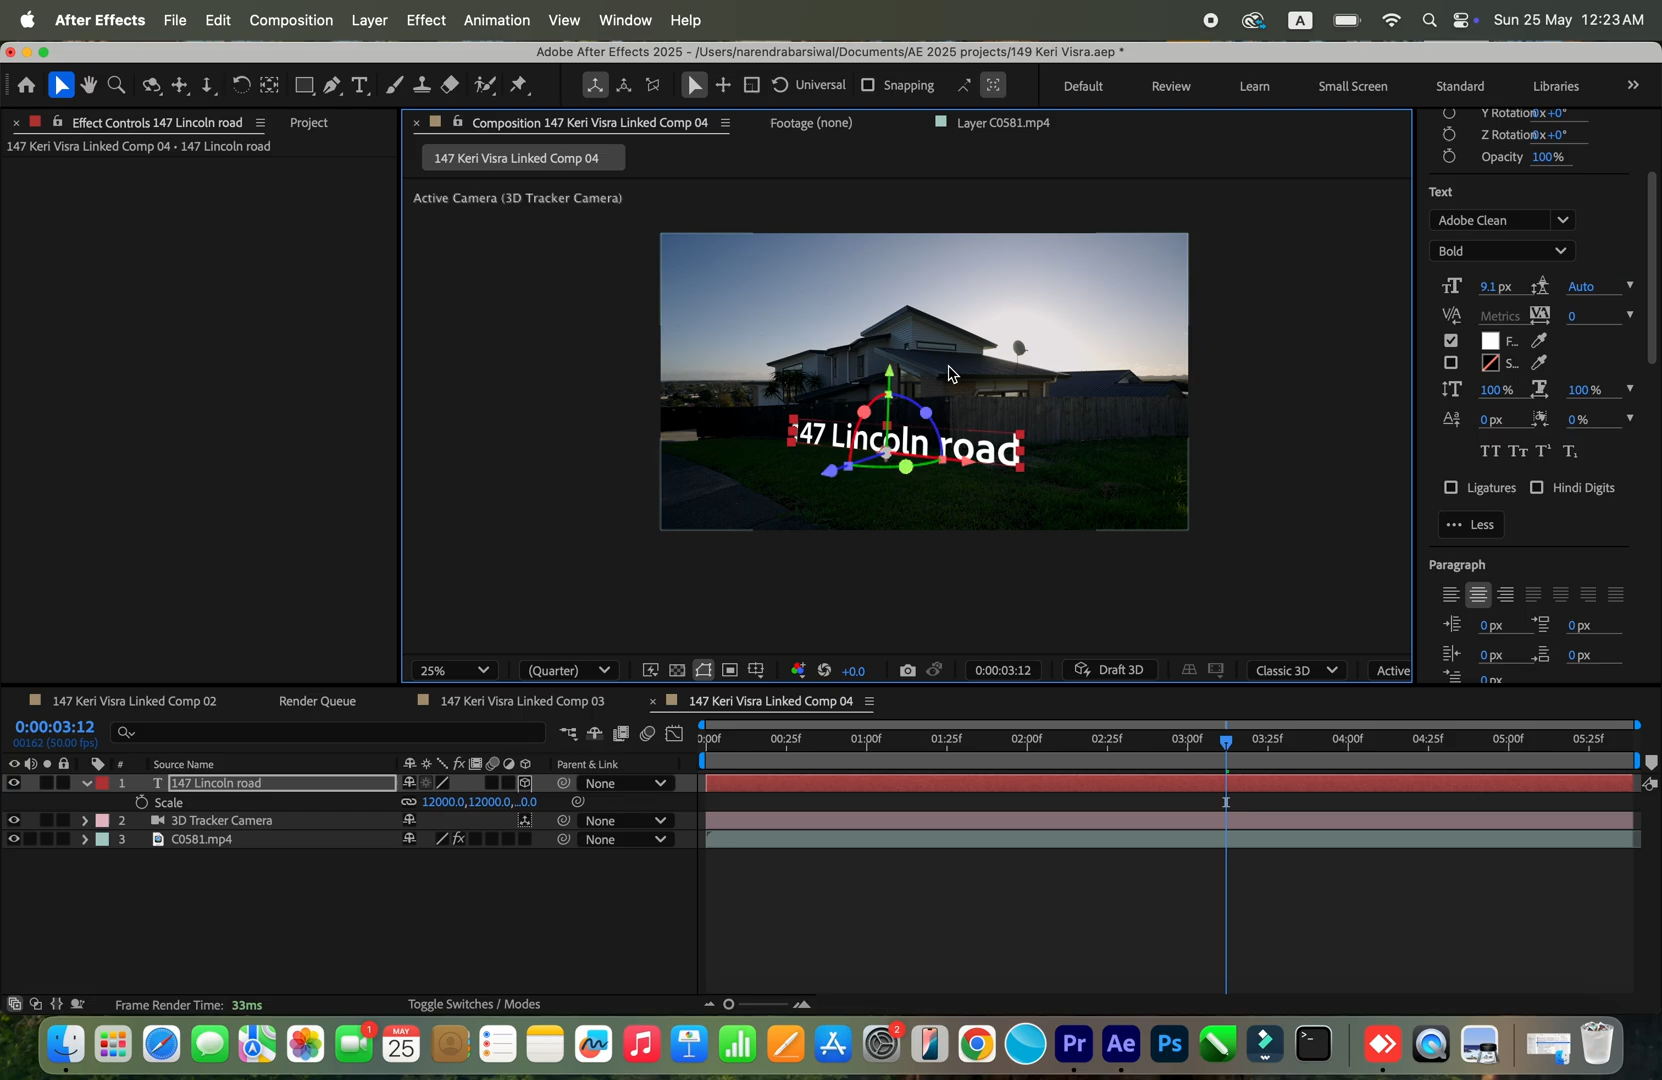 After Effects File Edit Composition Layer Effect Animation View Window Help A Sun 25 May 12:23 AM
Adobe After Effects 2025 - /Users/narendrabarsiwal/Documents/AE 2025 projects/149 Keri Visra.aep *
Universal Snapping Default Review Learn Small Screen Standard Libraries »
× Effect Controls 147 Lincoln road Project
147 Keri Visra Linked Comp 04 • 147 Lincoln road
× Composition 147 Keri Visra Linked Comp 04 Footage (none) Layer C0581.mp4
147 Keri Visra Linked Comp 04
Active Camera (3D Tracker Camera)
147 Lincoln road
25% (Quarter) +0.0 0:00:03:12 Draft 3D Classic 3D Active
Y Rotation 0x+0°
Z Rotation 0x+0°
Opacity 100%
Text
Adobe Clean
Bold
9.1 px Auto
Metrics 0
F...
S...
100 % 100 %
0 px 0 %
TT Tт T¹ T₁
Ligatures Hindi Digits
••• Less
Paragraph
0 px 0 px
0 px 0 px
0 px
147 Keri Visra Linked Comp 02 Render Queue 147 Keri Visra Linked Comp 03 × 147 Keri Visra Linked Comp 04
0:00:03:12
00162 (50.00 fps)
0:00f 00:25f 01:00f 01:25f 02:00f 02:25f 03:00f 03:25f 04:00f 04:25f 05:00f 05:25f
# Source Name fx Parent & Link
1 T 147 Lincoln road None
Scale 12000.0,12000.0,...0.0
2 3D Tracker Camera None
3 C0581.mp4 fx None
Frame Render Time: 33ms Toggle Switches / Modes
1 MAY 25 2 Pr Ae Ps